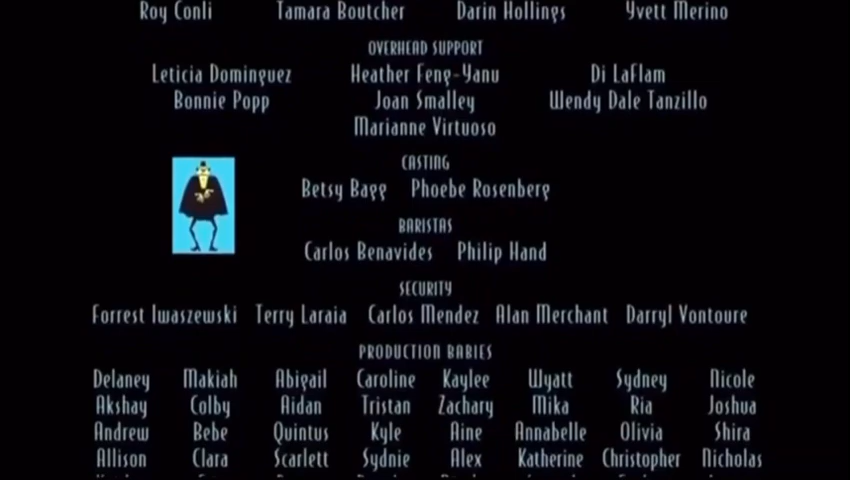 Roy Conli Tamara Boutcher Darin Hollings Yvett Merino
OVERHEAD SUPPORT
Leticia Dominguez Heather Feng-Yanu Di LaFlam
Bonnie Popp Joan Smalley Wendy Dale Tanzillo
Marianne Virtuoso
CASTING
Betsy Bagg Phoebe Rosenberg
BARISTAS
Carlos Benavides Philip Hand
SECURITY
Forrest Iwaszewski Terry Laraia Carlos Mendez Alan Merchant Darryl Vontoure
PRODUCTION BABIES
Delaney Makiah Abigail Caroline Kaylee Wyatt Sydney Nicole
Akshay Colby Aidan Tristan Zachary Mika Ria Joshua
Andrew Bebe Quintus Kyle Aine Annabelle Olivia Shira
Allison Clara Scarlett Sydnie Alex Katherine Christopher Nicholas